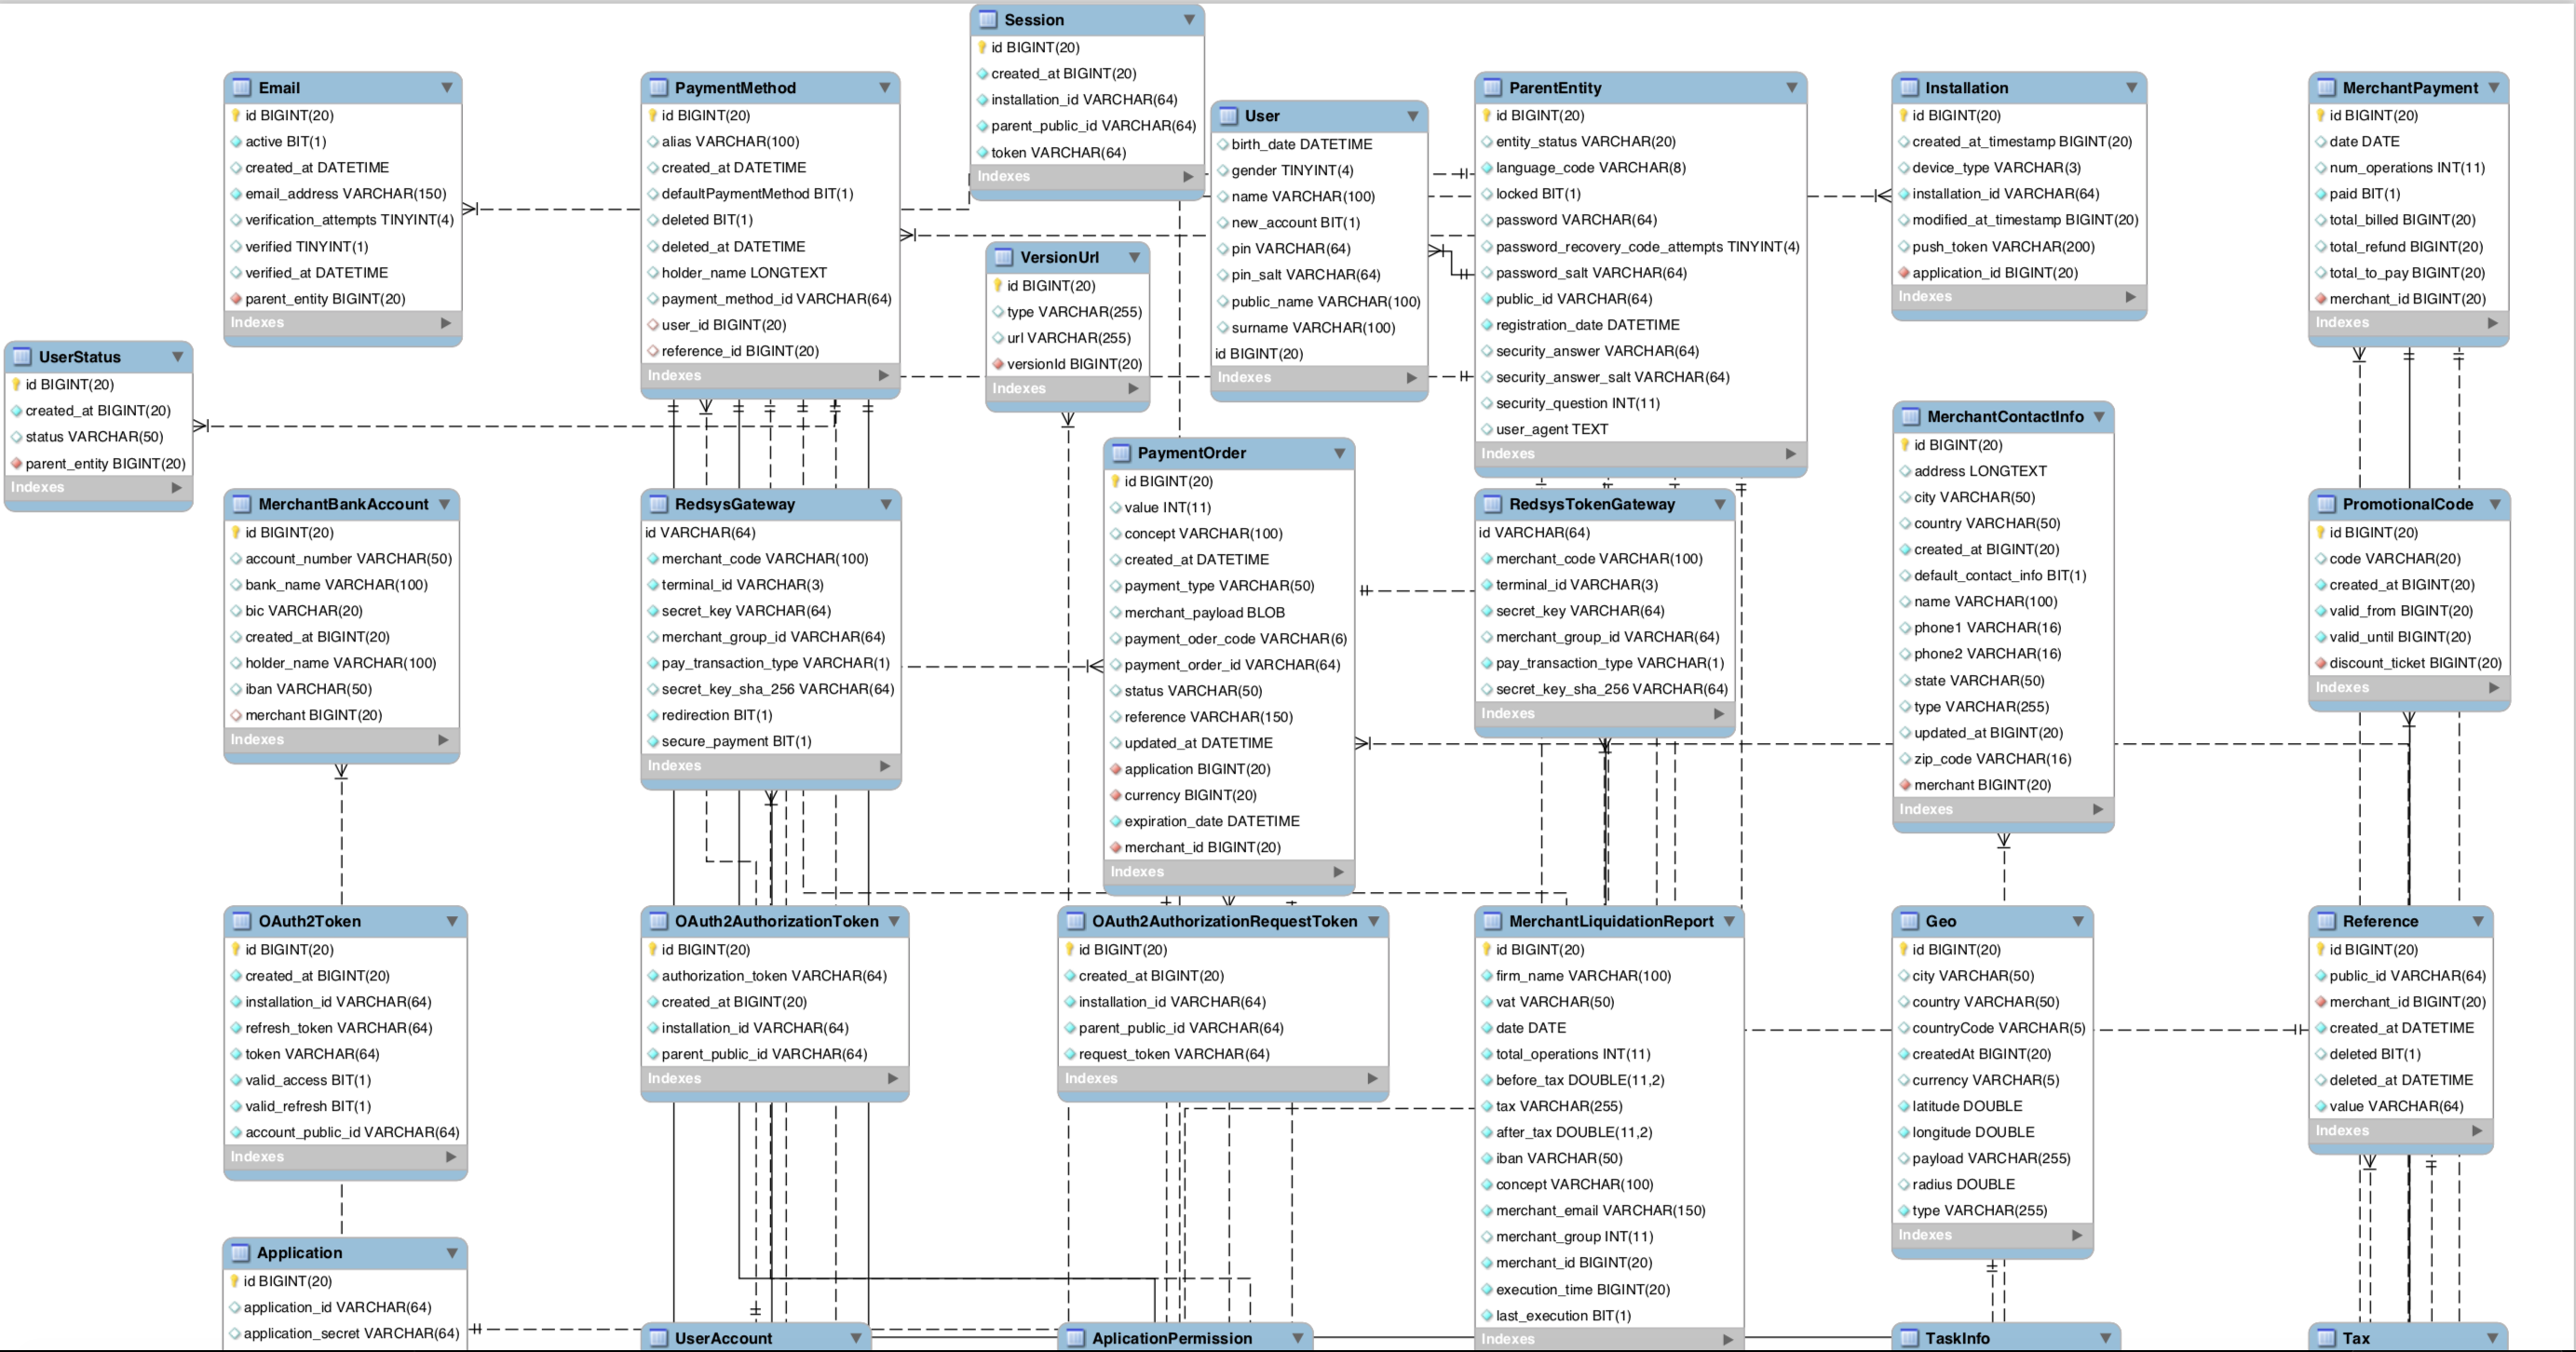 Session
id BIGINT(20)
created_at BIGINT(20)
installation_id VARCHAR(64)
parent_public_id VARCHAR(64)
token VARCHAR(64)
Indexes
Email
id BIGINT(20)
active BIT(1)
created_at DATETIME
email_address VARCHAR(150)
verification_attempts TINYINT(4)
verified TINYINT(1)
verified_at DATETIME
parent_entity BIGINT(20)
Indexes
PaymentMethod
id BIGINT(20)
alias VARCHAR(100)
created_at DATETIME
defaultPaymentMethod BIT(1)
deleted BIT(1)
deleted_at DATETIME
holder_name LONGTEXT
payment_method_id VARCHAR(64)
user_id BIGINT(20)
reference_id BIGINT(20)
Indexes
User
birth_date DATETIME
gender TINYINT(4)
name VARCHAR(100)
new_account BIT(1)
pin VARCHAR(64)
pin_salt VARCHAR(64)
public_name VARCHAR(100)
surname VARCHAR(100)
id BIGINT(20)
Indexes
ParentEntity
id BIGINT(20)
entity_status VARCHAR(20)
language_code VARCHAR(8)
locked BIT(1)
password VARCHAR(64)
password_recovery_code_attempts TINYINT(4)
password_salt VARCHAR(64)
public_id VARCHAR(64)
registration_date DATETIME
security_answer VARCHAR(64)
security_answer_salt VARCHAR(64)
security_question INT(11)
user_agent TEXT
Indexes
Installation
id BIGINT(20)
created_at_timestamp BIGINT(20)
device_type VARCHAR(3)
installation_id VARCHAR(64)
modified_at_timestamp BIGINT(20)
push_token VARCHAR(200)
application_id BIGINT(20)
Indexes
MerchantPayment
id BIGINT(20)
date DATE
num_operations INT(11)
paid BIT(1)
total_billed BIGINT(20)
total_refund BIGINT(20)
total_to_pay BIGINT(20)
merchant_id BIGINT(20)
Indexes
VersionUrl
id BIGINT(20)
type VARCHAR(255)
url VARCHAR(255)
versionId BIGINT(20)
Indexes
UserStatus
id BIGINT(20)
created_at BIGINT(20)
status VARCHAR(50)
parent_entity BIGINT(20)
Indexes
MerchantBankAccount
id BIGINT(20)
account_number VARCHAR(50)
bank_name VARCHAR(100)
bic VARCHAR(20)
created_at BIGINT(20)
holder_name VARCHAR(100)
iban VARCHAR(50)
merchant BIGINT(20)
Indexes
RedsysGateway
id VARCHAR(64)
merchant_code VARCHAR(100)
terminal_id VARCHAR(3)
secret_key VARCHAR(64)
merchant_group_id VARCHAR(64)
pay_transaction_type VARCHAR(1)
secret_key_sha_256 VARCHAR(64)
redirection BIT(1)
secure_payment BIT(1)
Indexes
PaymentOrder
id BIGINT(20)
value INT(11)
concept VARCHAR(100)
created_at DATETIME
payment_type VARCHAR(50)
merchant_payload BLOB
payment_oder_code VARCHAR(6)
payment_order_id VARCHAR(64)
status VARCHAR(50)
reference VARCHAR(150)
updated_at DATETIME
application BIGINT(20)
currency BIGINT(20)
expiration_date DATETIME
merchant_id BIGINT(20)
Indexes
RedsysTokenGateway
id VARCHAR(64)
merchant_code VARCHAR(100)
terminal_id VARCHAR(3)
secret_key VARCHAR(64)
merchant_group_id VARCHAR(64)
pay_transaction_type VARCHAR(1)
secret_key_sha_256 VARCHAR(64)
Indexes
MerchantContactInfo
id BIGINT(20)
address LONGTEXT
city VARCHAR(50)
country VARCHAR(50)
created_at BIGINT(20)
default_contact_info BIT(1)
name VARCHAR(100)
phone1 VARCHAR(16)
phone2 VARCHAR(16)
state VARCHAR(50)
type VARCHAR(255)
updated_at BIGINT(20)
zip_code VARCHAR(16)
merchant BIGINT(20)
Indexes
PromotionalCode
id BIGINT(20)
code VARCHAR(20)
created_at BIGINT(20)
valid_from BIGINT(20)
valid_until BIGINT(20)
discount_ticket BIGINT(20)
Indexes
OAuth2Token
id BIGINT(20)
created_at BIGINT(20)
installation_id VARCHAR(64)
refresh_token VARCHAR(64)
token VARCHAR(64)
valid_access BIT(1)
valid_refresh BIT(1)
account_public_id VARCHAR(64)
Indexes
OAuth2AuthorizationToken
id BIGINT(20)
authorization_token VARCHAR(64)
created_at BIGINT(20)
installation_id VARCHAR(64)
parent_public_id VARCHAR(64)
Indexes
OAuth2AuthorizationRequestToken
id BIGINT(20)
created_at BIGINT(20)
installation_id VARCHAR(64)
parent_public_id VARCHAR(64)
request_token VARCHAR(64)
Indexes
MerchantLiquidationReport
id BIGINT(20)
firm_name VARCHAR(100)
vat VARCHAR(50)
date DATE
total_operations INT(11)
before_tax DOUBLE(11,2)
tax VARCHAR(255)
after_tax DOUBLE(11,2)
iban VARCHAR(50)
concept VARCHAR(100)
merchant_email VARCHAR(150)
merchant_group INT(11)
merchant_id BIGINT(20)
execution_time BIGINT(20)
last_execution BIT(1)
Indexes
Geo
id BIGINT(20)
city VARCHAR(50)
country VARCHAR(50)
countryCode VARCHAR(5)
createdAt BIGINT(20)
currency VARCHAR(5)
latitude DOUBLE
longitude DOUBLE
payload VARCHAR(255)
radius DOUBLE
type VARCHAR(255)
Indexes
Reference
id BIGINT(20)
public_id VARCHAR(64)
merchant_id BIGINT(20)
created_at DATETIME
deleted BIT(1)
deleted_at DATETIME
value VARCHAR(64)
Indexes
Application
id BIGINT(20)
application_id VARCHAR(64)
application_secret VARCHAR(64)
UserAccount
AplicationPermission
TaskInfo
Tax